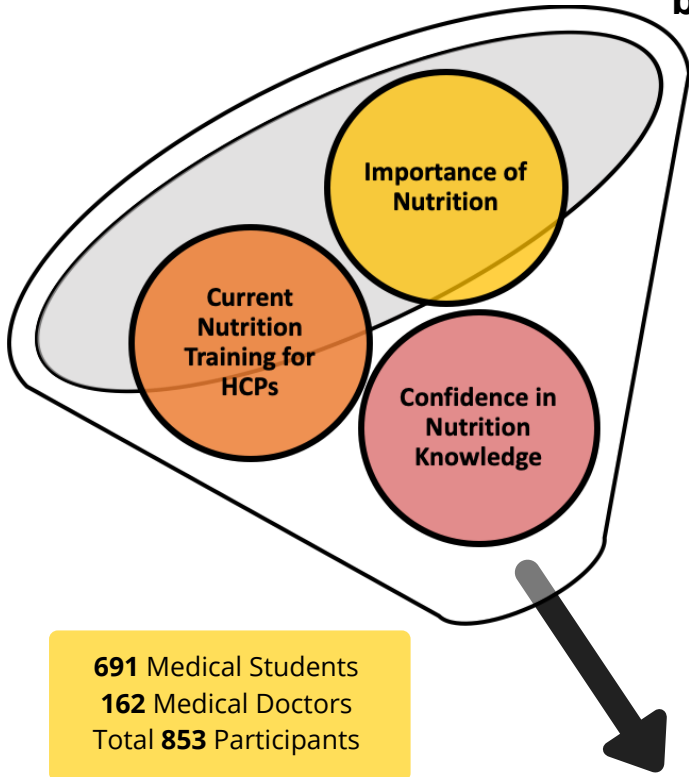 b
Importance of
Nutrition
Current
Nutrition
Training for
HCPs
Confidence in
Nutrition
Knowledge
691 Medical Students
162 Medical Doctors
Total 853 Participants